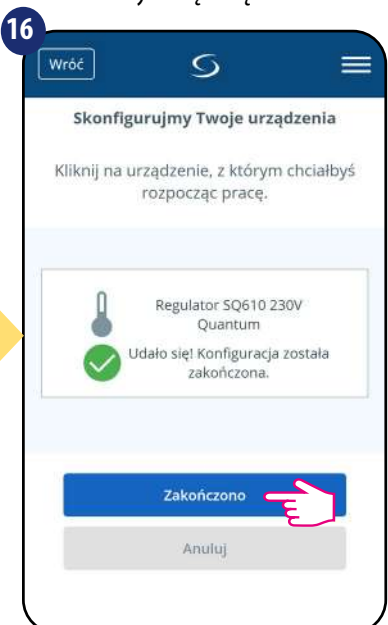 16
Wróć
Skonfigurujmy Twoje urządzenia
Kliknij na urządzenie, z którym chciałbyś
rozpocząc pracę.
Regulator SQ610 230V
Quantum
Udało się! Konfiguracja została
zakończona.
Zakończono
Anuluj